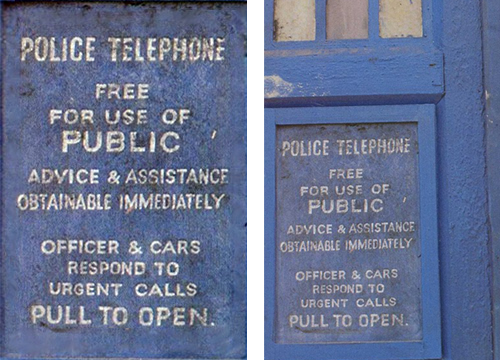 POLICE TELEPHONE
FREE
FOR USE OF
PUBLIC
ADVICE & ASSISTANCE
OBTAINABLE IMMEDIATELY
OFFICER & CARS
RESPOND TO
URGENT CALLS
PULL TO OPEN.
POLICE TELEPHONE
FREE
FOR USE OF
PUBLIC
ADVICE & ASSISTANCE
OBTAINABLE IMMEDIATELY
OFFICER & CARS
RESPOND TO
URGENT CALLS
PULL TO OPEN.